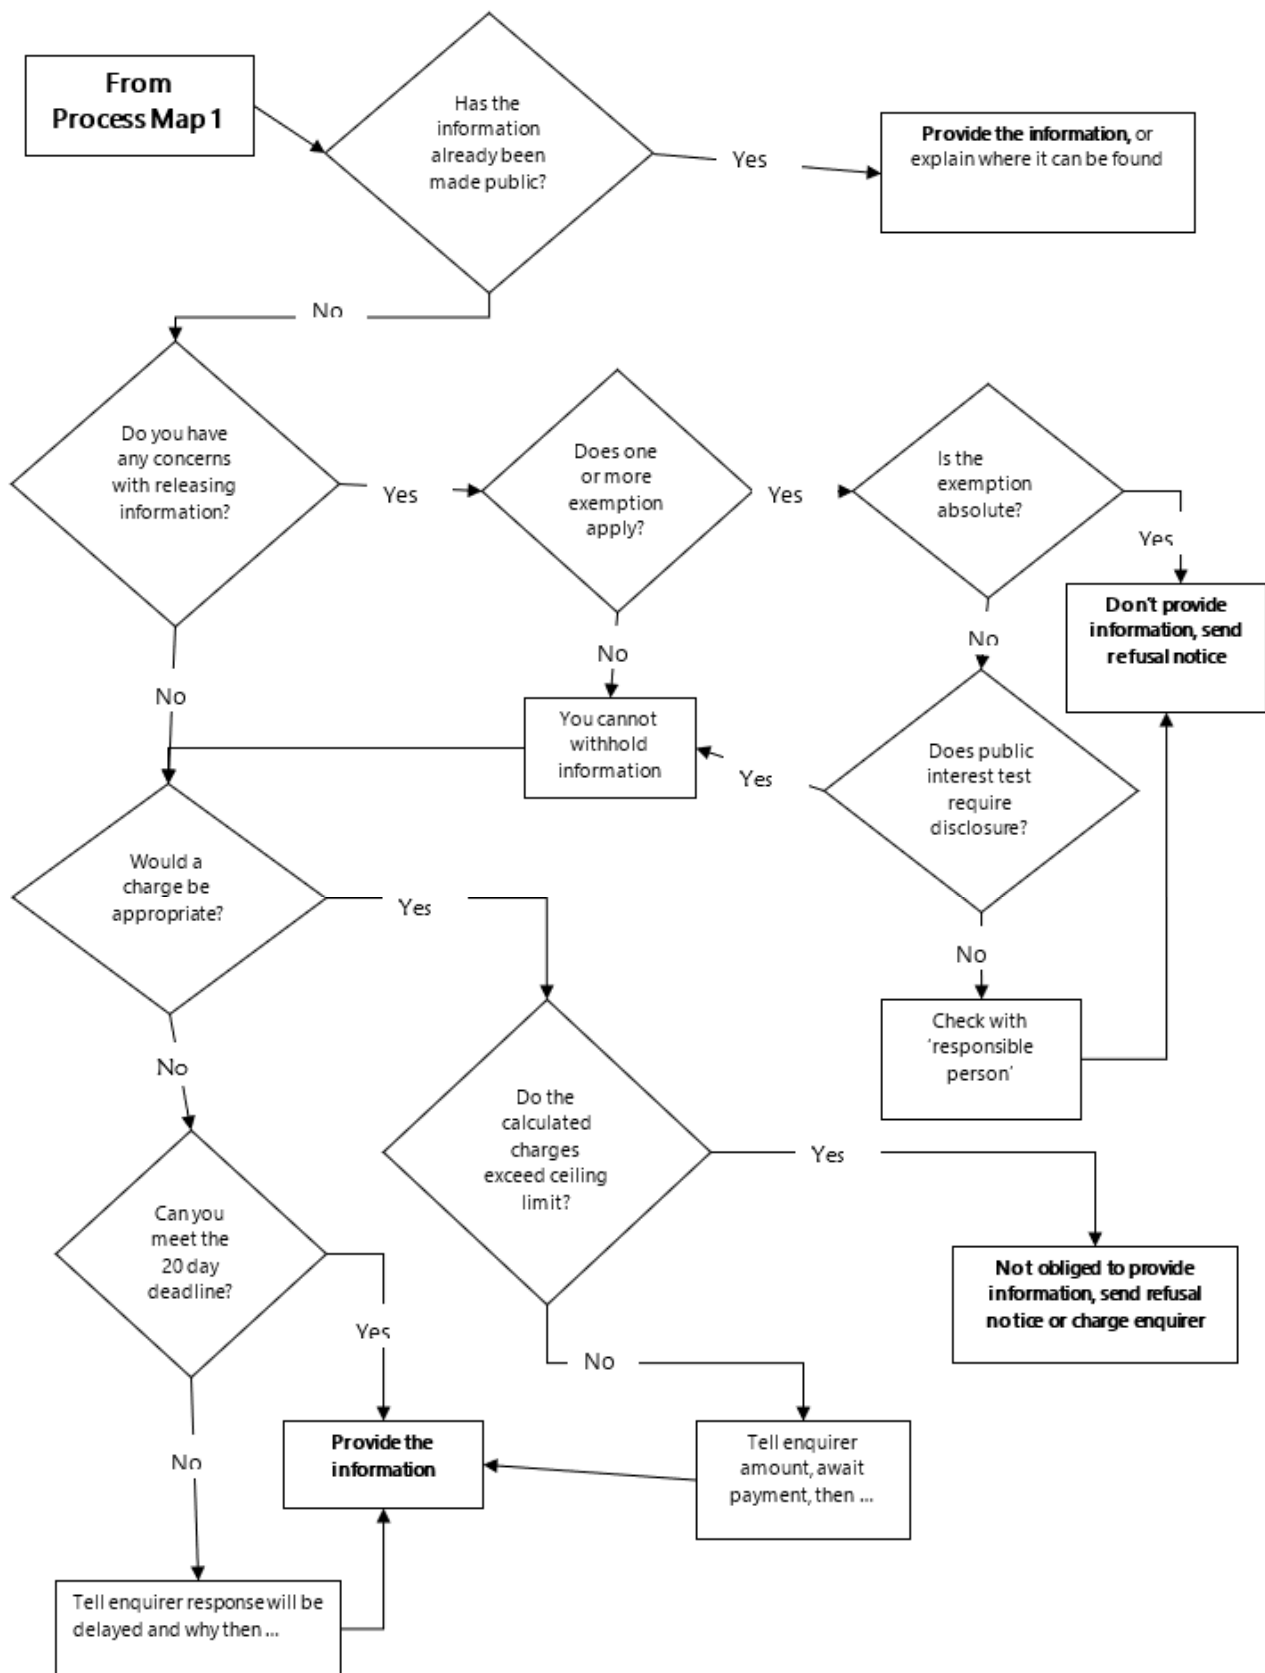 From
Process Map 1
Has the
information
already been
made public?
Yes
Provide the information, or
explain where it can be found
No
Do you have
any concerns
with releasing
information?
Yes
Does one
or more
exemption
apply?
Yes
Is the
exemption
absolute?
Yes
Don't provide
information, send
refusal notice
No
No
No
You cannot
withhold
information
Yes
Does public
interest test
require
disclosure?
Would a
charge be
appropriate?
Yes
No
Check with
'responsible
person'
No
Do the
calculated
charges
exceed ceiling
limit?
Yes
Can you
meet the
20 day
deadline?
Not obliged to provide
information, send refusal
notice or charge enquirer
Yes
No
No
Provide the
information
Tell enquirer
amount, await
payment, then ...
Tell enquirer response will be
delayed and why then ...